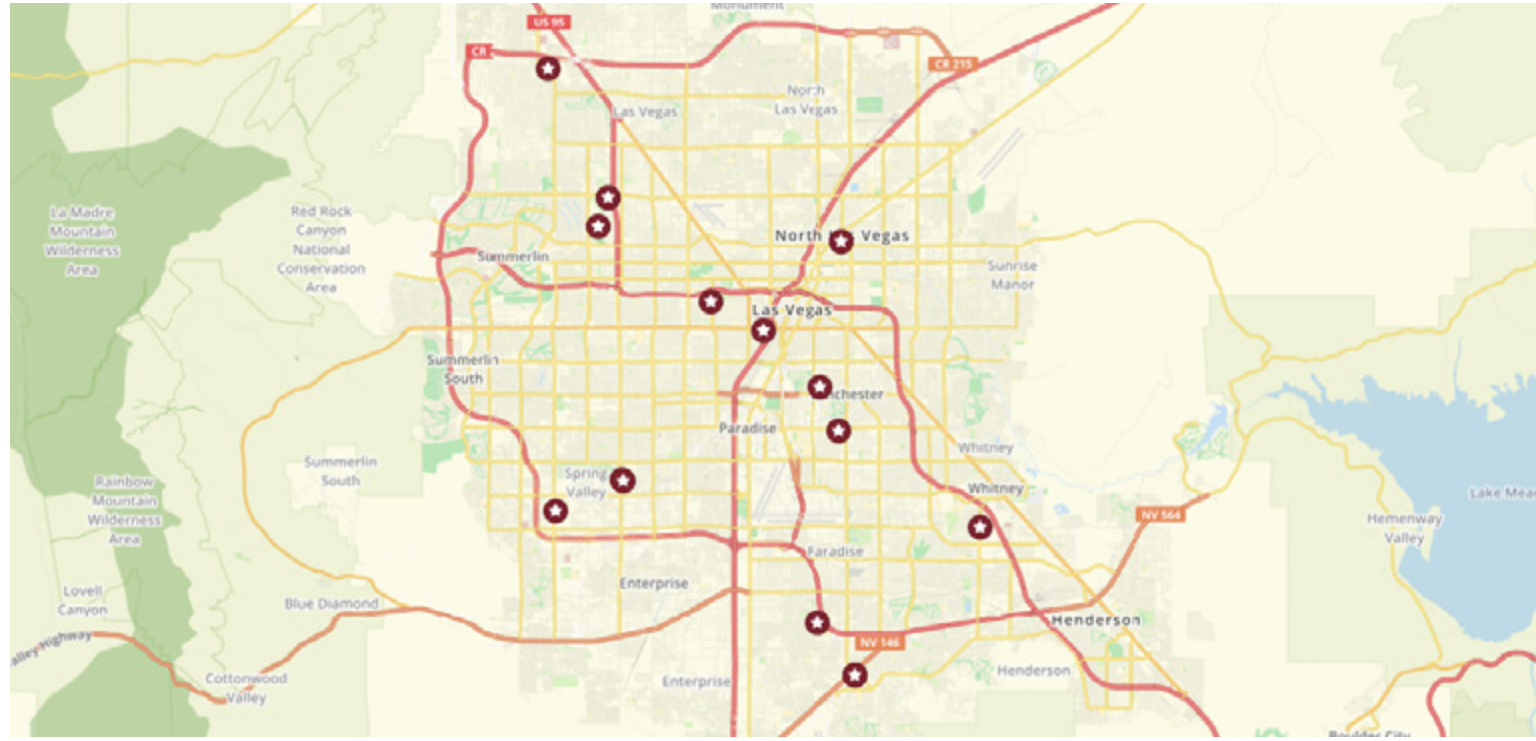 Monument
US 95
CR
CR 215
North
Las Vegas
Las Vegas
La Madre
Mountain
Wilderness
Area
Red Rock
Canyon
National
Conservation
Area
North Las Vegas
Summerlin
Sunrise
Manor
Las Vegas
Summerlin
South
nchester
Paradise
Whitney
Summerlin
South
Spring
Valley
Whitney
Rainbow
Mountain
Wilderness
Area
Lake Mea
NV 564
Hemenway
Valley
Paradise
Enterprise
Lovell
Canyon
Blue Diamond
Henderson
alley Highway
NV 146
Henderson
Cottonwood
Valley
Enterprise
Boulder City